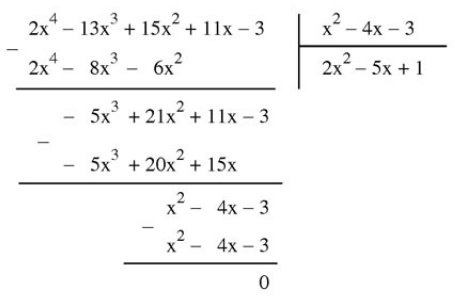 2x⁴ – 13x³ + 15x² + 11x – 3 | x² – 4x – 3
–
2x⁴ – 8x³ – 6x² | 2x² – 5x + 1
– 5x³ + 21x² + 11x – 3
–
– 5x³ + 20x² + 15x
x² – 4x – 3
–
x² – 4x – 3
0